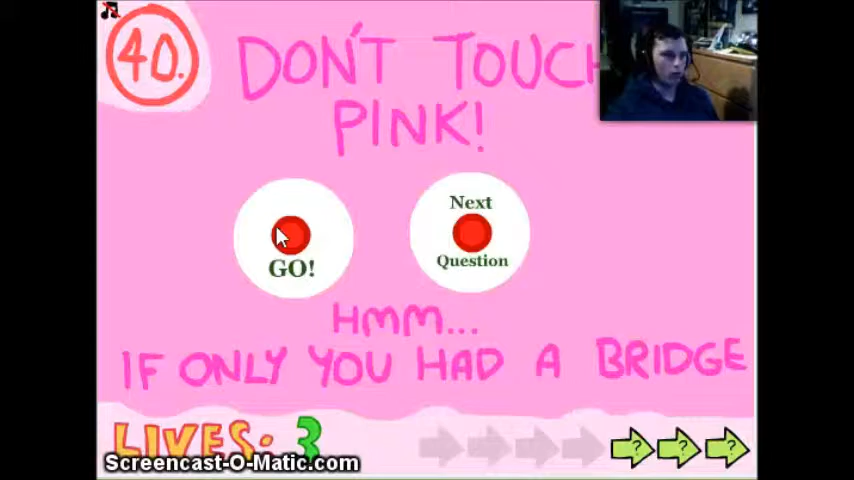 40.
DON'T TOUCH
PINK!
Next
GO!
Question
HMM...
IF ONLY YOU HAD A BRIDGE
LIVES: 3
? ? ?
Screencast-O-Matic.com